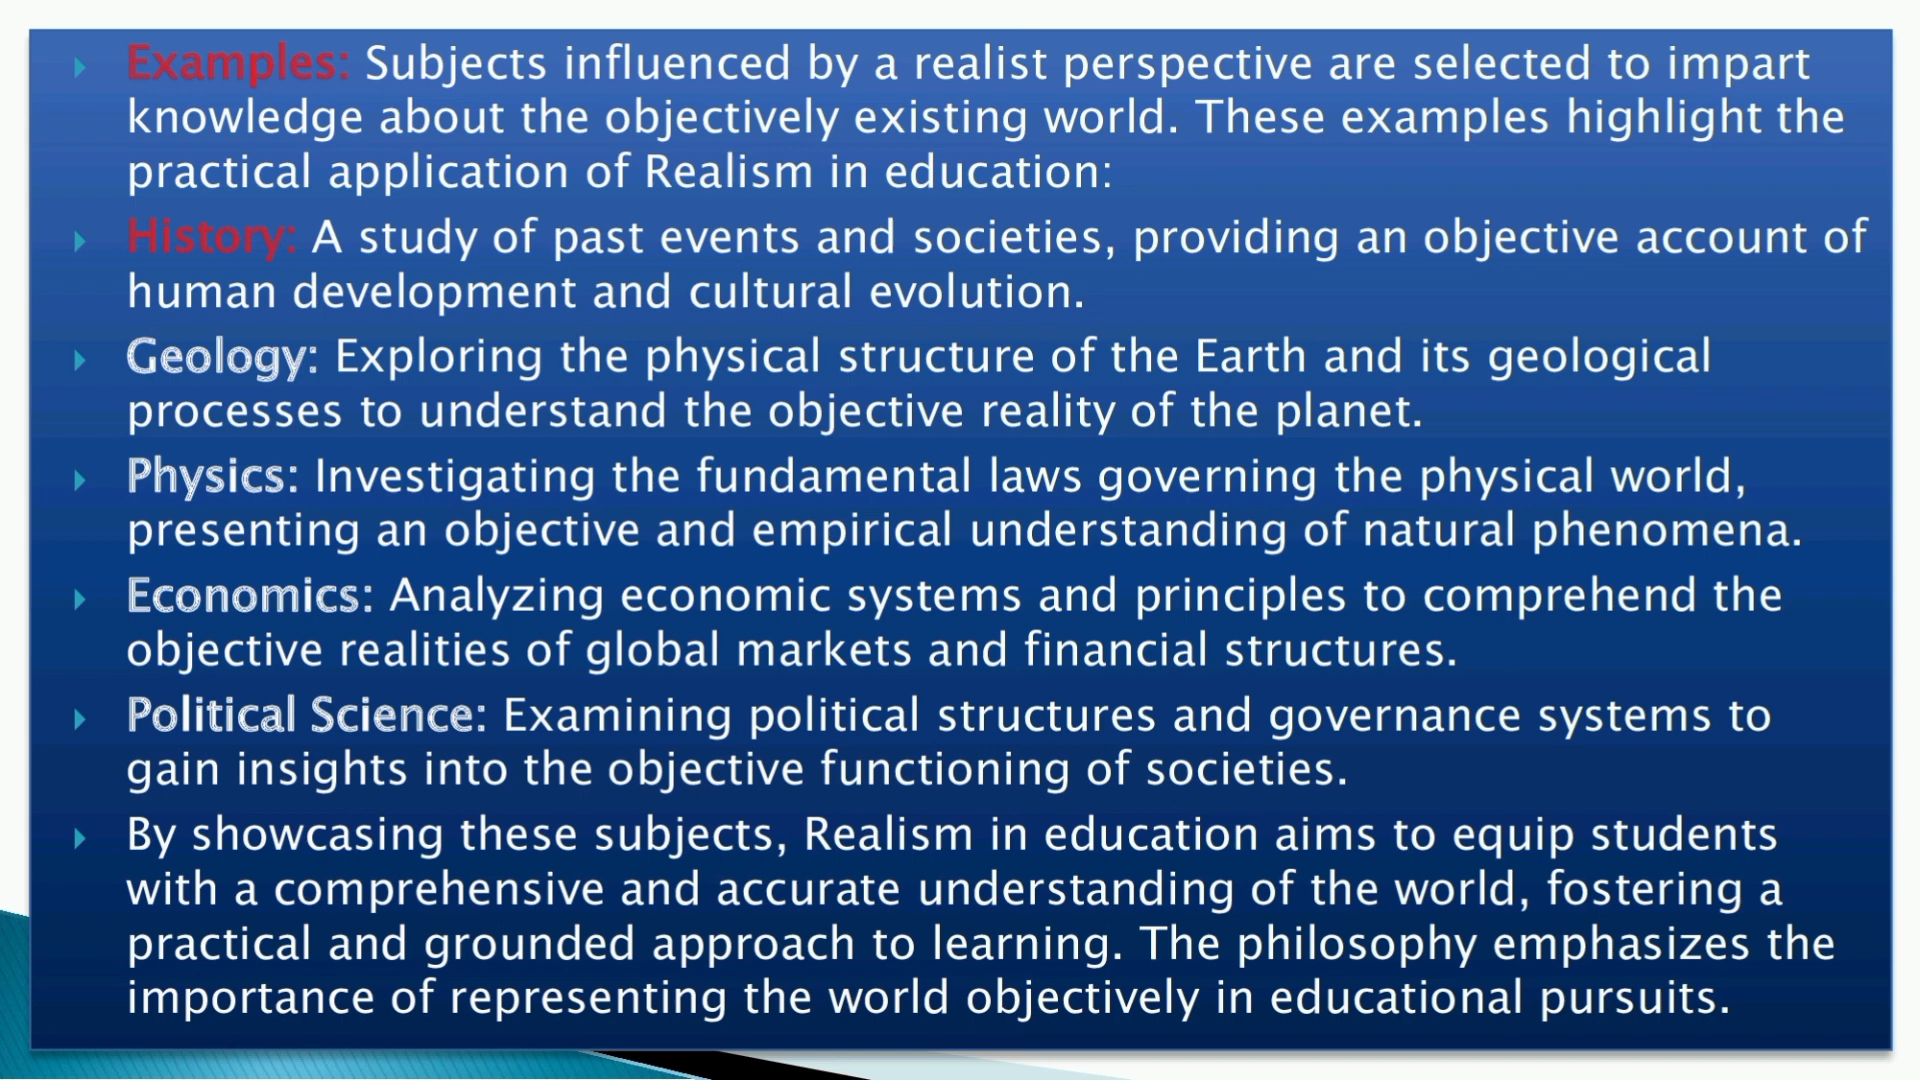 Examples: Subjects influenced by a realist perspective are selected to impart
knowledge about the objectively existing world. These examples highlight the
practical application of Realism in education:
History: A study of past events and societies, providing an objective account of
human development and cultural evolution.
Geology: Exploring the physical structure of the Earth and its geological
processes to understand the objective reality of the planet.
Physics: Investigating the fundamental laws governing the physical world,
presenting an objective and empirical understanding of natural phenomena.
Economics: Analyzing economic systems and principles to comprehend the
objective realities of global markets and financial structures.
Political Science: Examining political structures and governance systems to
gain insights into the objective functioning of societies.
By showcasing these subjects, Realism in education aims to equip students
with a comprehensive and accurate understanding of the world, fostering a
practical and grounded approach to learning. The philosophy emphasizes the
importance of representing the world objectively in educational pursuits.